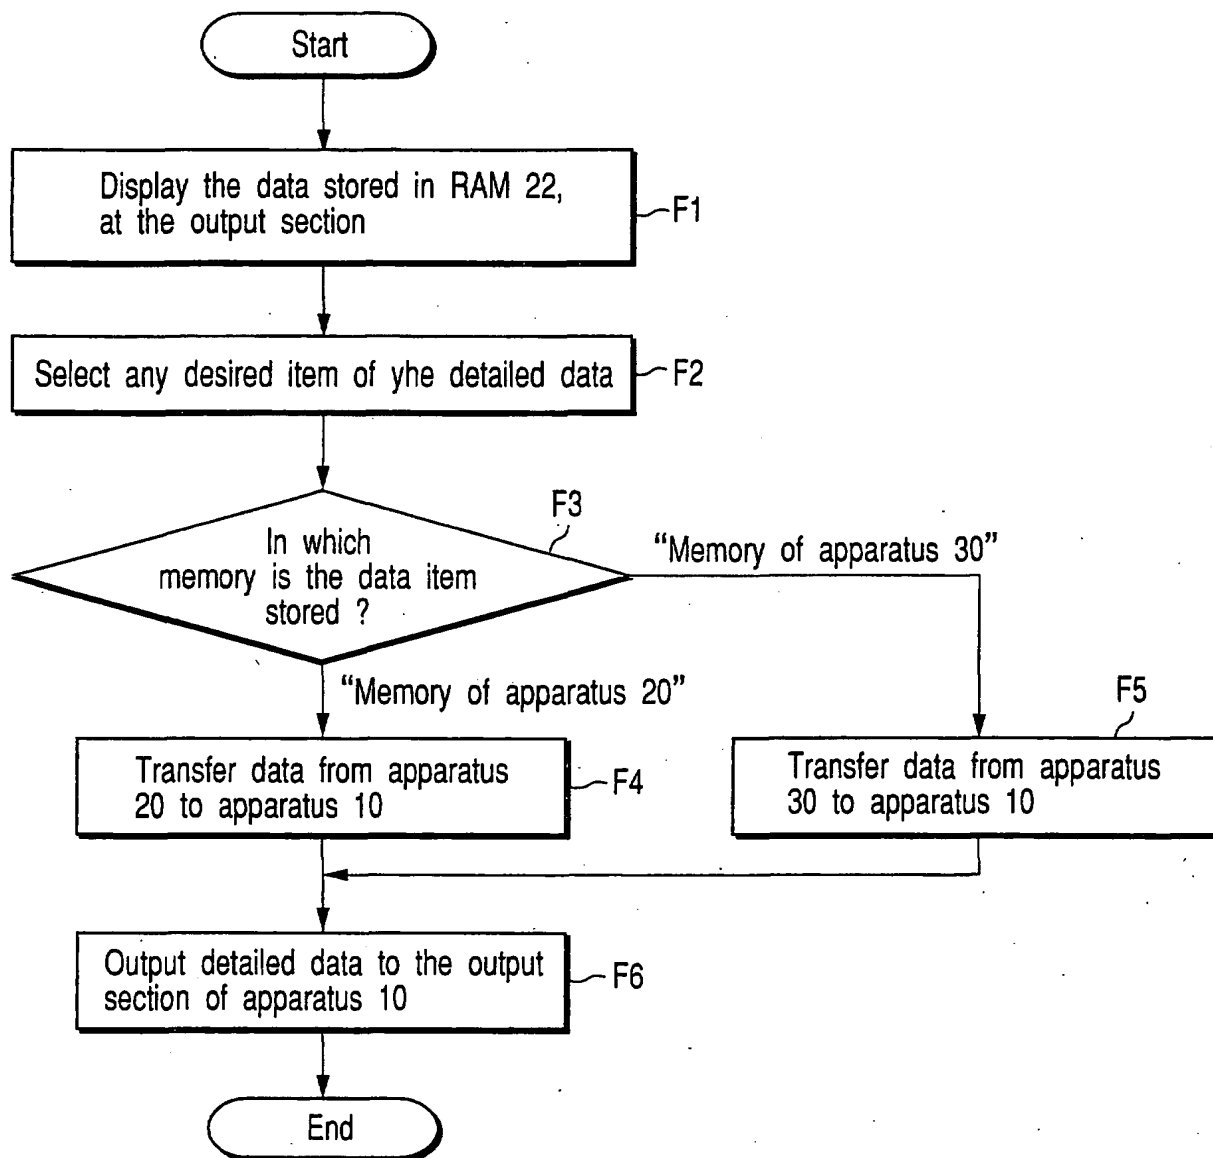 Start
Display the data stored in RAM 22,
at the output section
F1
Select any desired item of yhe detailed data
F2
F3
In which
memory is the data item
stored ?
“Memory of apparatus 30”
“Memory of apparatus 20”
F5
Transfer data from apparatus
20 to apparatus 10
F4
Transfer data from apparatus
30 to apparatus 10
Output detailed data to the output
section of apparatus 10
F6
End